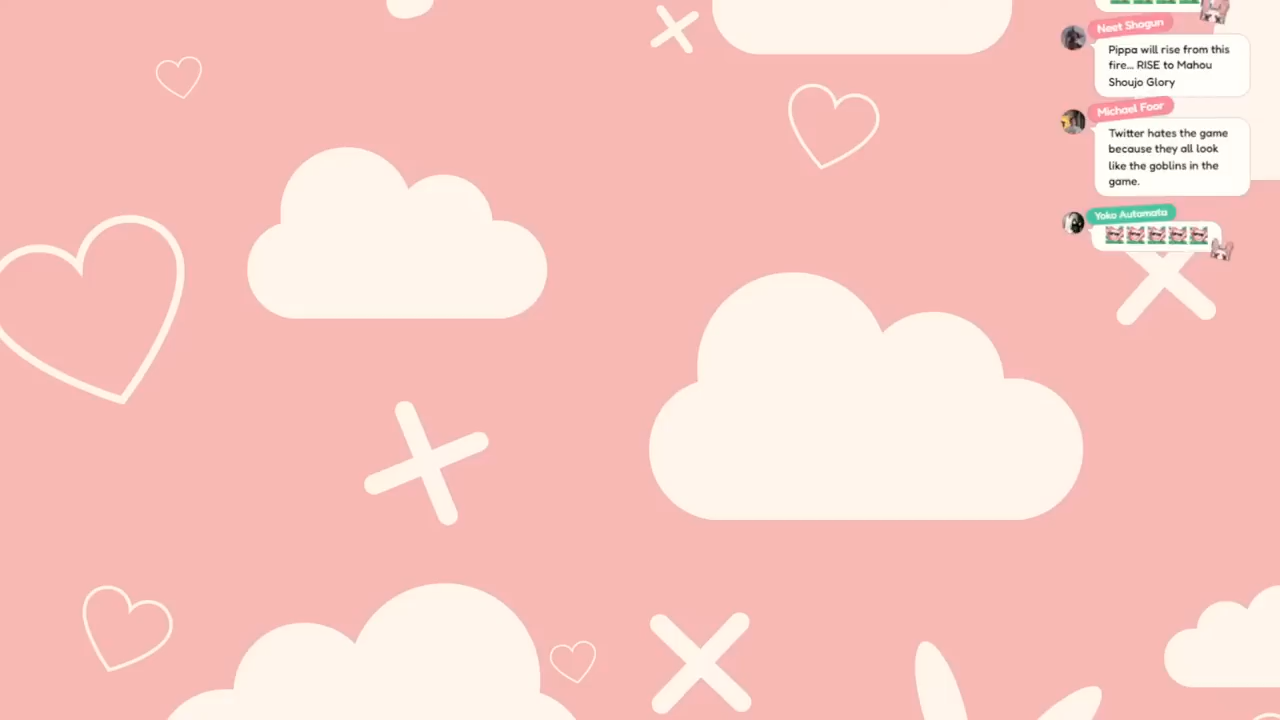 Neet Shogun
Pippa will rise from this
fire... RISE to Mahou
Shoujo Glory
Michael Foar
Twitter hates the game
because they all look
like the goblins in the
game.
Yoko Automata